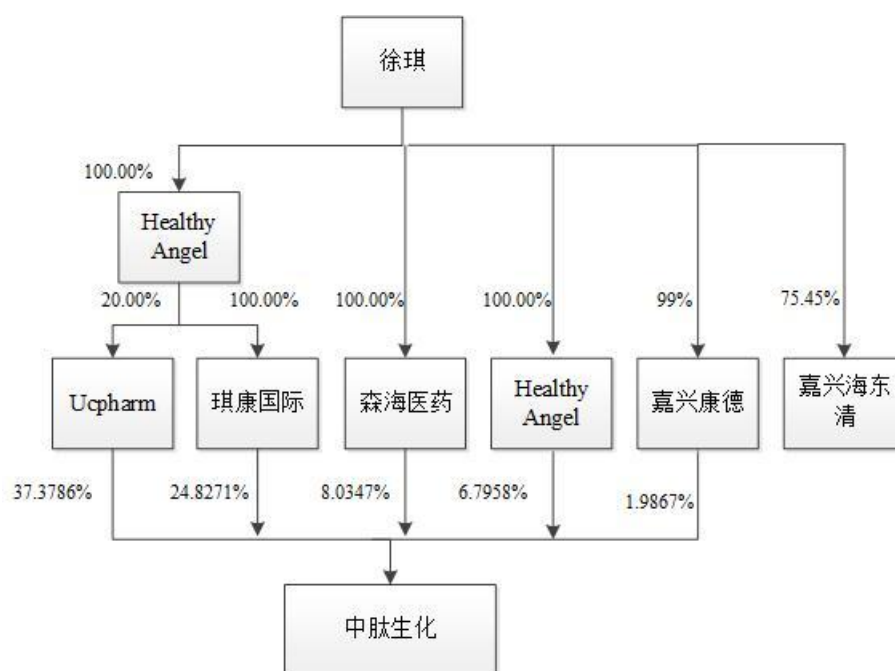 徐琪
100.00%
Healthy
Angel
20.00%
100.00%
100.00%
100.00%
99%
75.45%
Ucpharm
琪康国际
森海医药
Healthy
Angel
嘉兴康德
嘉兴海东
清
37.3786%
24.8271%
8.0347%
6.7958%
1.9867%
中肽生化